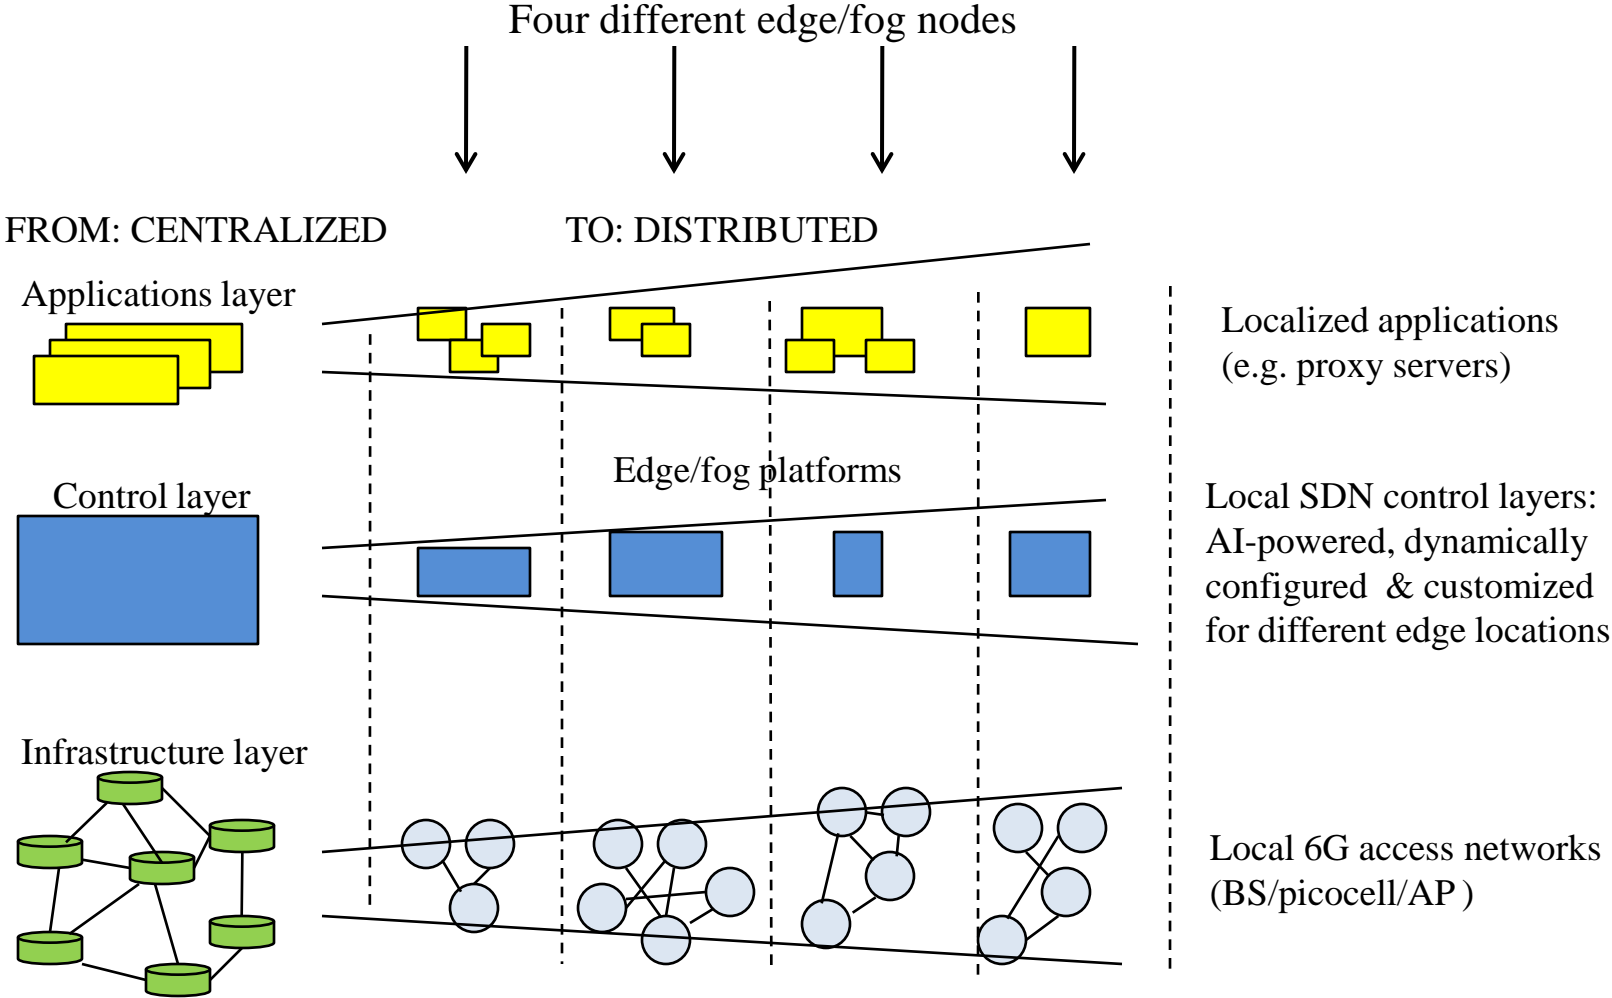 Four different edge/fog nodes
FROM: CENTRALIZED
TO: DISTRIBUTED
Applications layer
Localized applications
(e.g. proxy servers)
Edge/fog platforms
Control layer
Local SDN control layers:
AI-powered, dynamically
configured & customized
for different edge locations
Infrastructure layer
Local 6G access networks
(BS/picocell/AP)